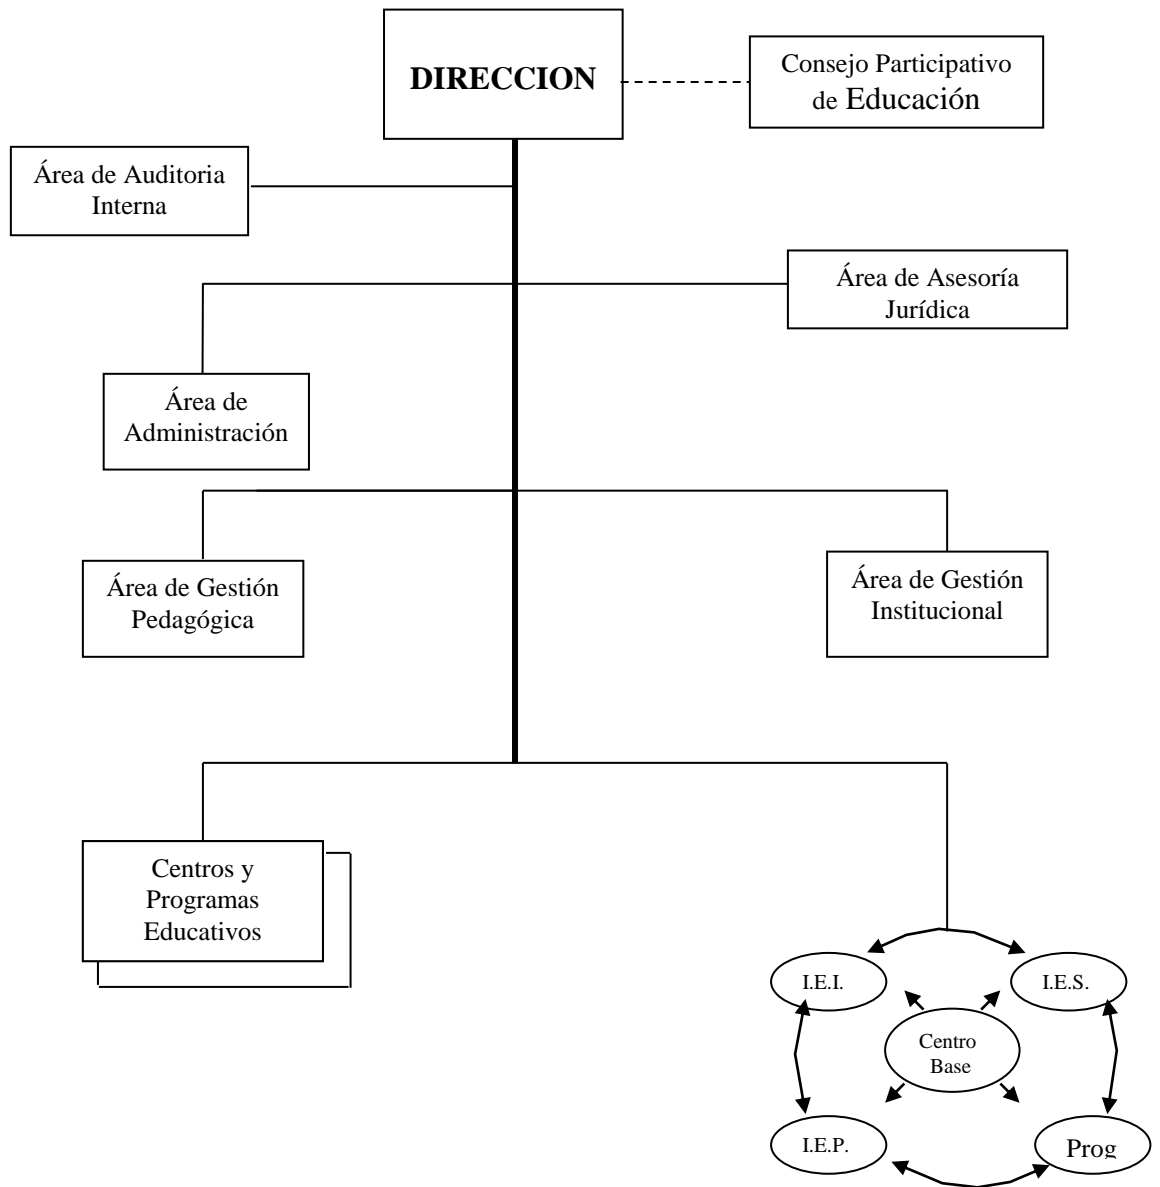 DIRECCION
Consejo Participativo
de Educación
Área de Auditoria
Interna
Área de Asesoría
Jurídica
Área de
Administración
Área de Gestión
Pedagógica
Área de Gestión
Institucional
Centros y
Programas
Educativos
I.E.I.
I.E.S.
Centro
Base
I.E.P.
Prog